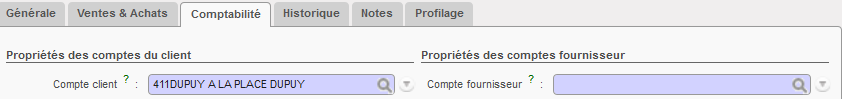 Générale Ventes & Achats Comptabilité Historique Notes Profilage
Propriétés des comptes du client Propriétés des comptes fournisseur
Compte client ? : 411DUPUY A LA PLACE DUPUY Compte fournisseur ? :